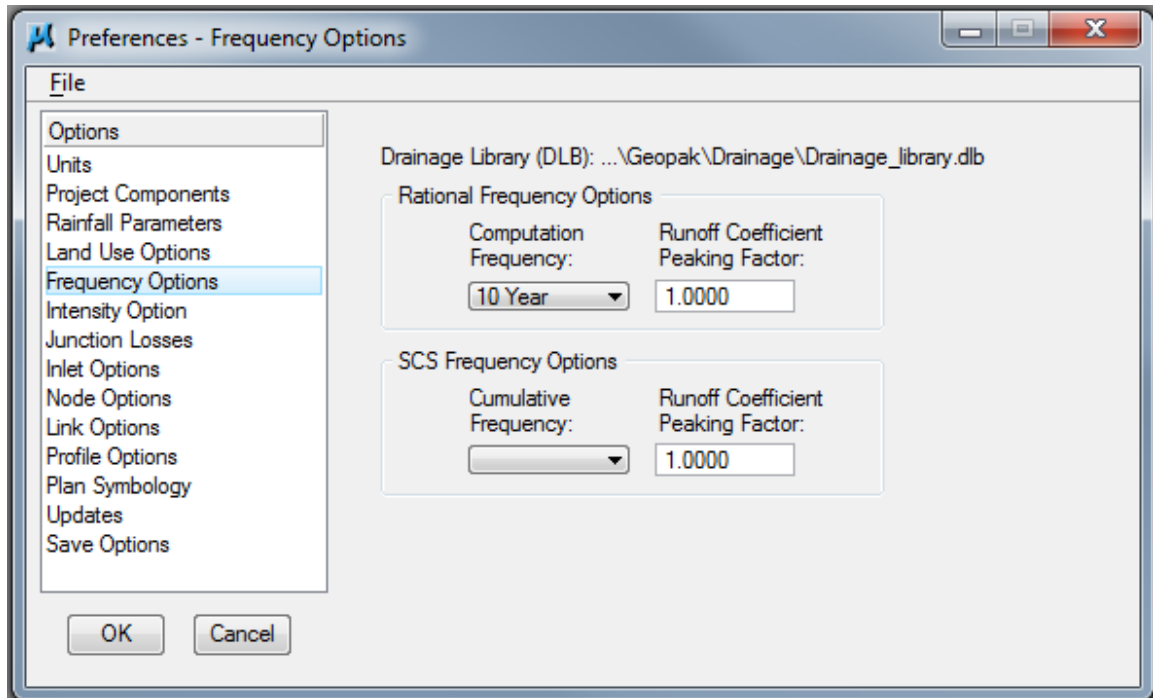 Preferences - Frequency Options
File
Options
Units
Project Components
Rainfall Parameters
Land Use Options
Frequency Options
Intensity Option
Junction Losses
Inlet Options
Node Options
Link Options
Profile Options
Plan Symbology
Updates
Save Options
OK Cancel
Drainage Library (DLB): ...\Geopak\Drainage\Drainage_library.dlb
Rational Frequency Options
Computation
Frequency:
10 Year
Runoff Coefficient
Peaking Factor:
1.0000
SCS Frequency Options
Cumulative
Frequency:
Runoff Coefficient
Peaking Factor:
1.0000